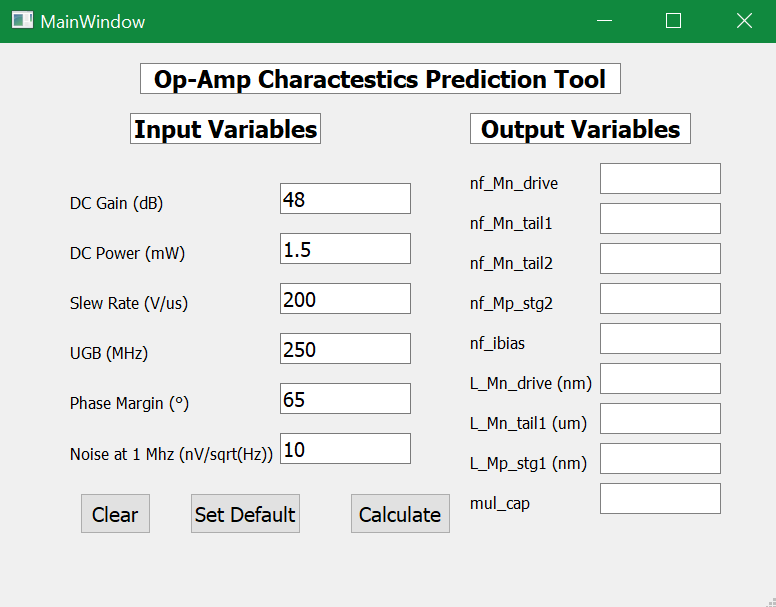 MainWindow
Op-Amp Charactestics Prediction Tool
Input Variables
Output Variables
DC Gain (dB) 48
DC Power (mW) 1.5
Slew Rate (V/us) 200
UGB (MHz) 250
Phase Margin (°) 65
Noise at 1 Mhz (nV/sqrt(Hz)) 10
Clear
Set Default
Calculate
nf_Mn_drive
nf_Mn_tail1
nf_Mn_tail2
nf_Mp_stg2
nf_ibias
L_Mn_drive (nm)
L_Mn_tail1 (um)
L_Mp_stg1 (nm)
mul_cap